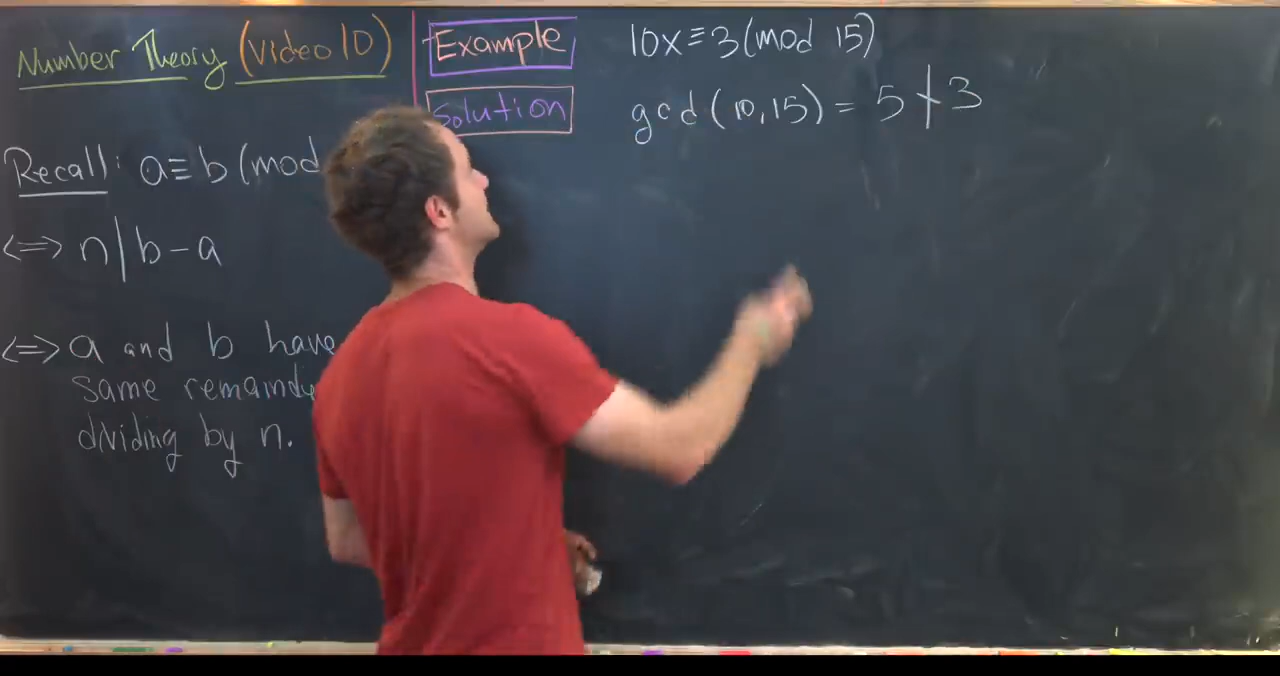 Number Theory (Video 10)
Recall: a ≡ b (mod
<=> n | b - a
<=> a and b have
same
dividing by n.
Example
Solution
10x ≡ 3 (mod 15)
gcd(10,15) = 5 ∤ 3